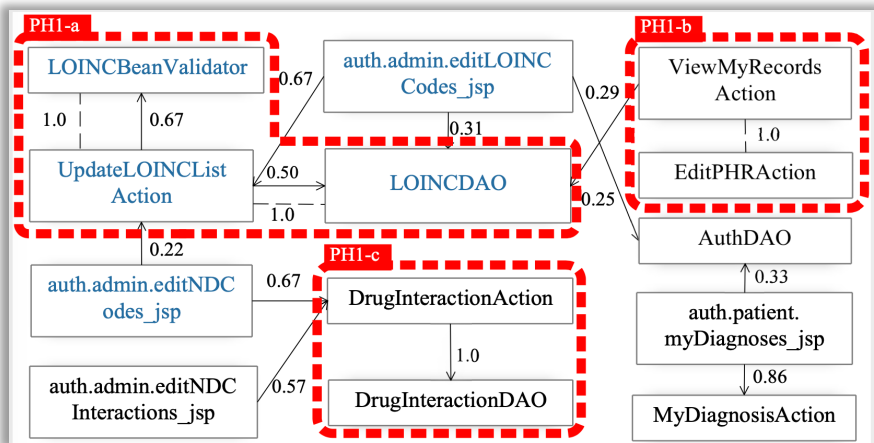 PH1-a
PH1-b
LOINCBeanValidator
auth.admin.editLOINC
Codes_jsp
ViewMyRecords
Action
0.67
0.29
1.0
0.67
0.31
1.0
UpdateLOINCList
Action
0.50
LOINCDAO
EditPHRAction
1.0
0.25
0.22
PH1-c
AuthDAO
auth.admin.editNDC
odes_jsp
0.67
DrugInteractionAction
0.33
auth.patient.
myDiagnoses_jsp
1.0
auth.admin.editNDC
Interactions_jsp
0.57
DrugInteractionDAO
0.86
MyDiagnosisAction